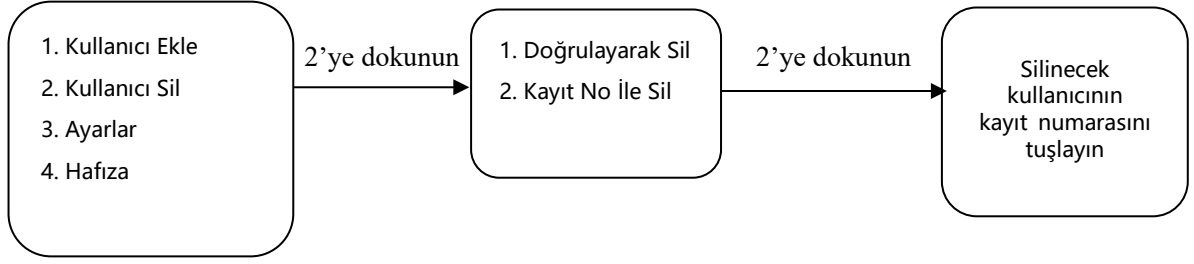 1. Kullanıcı Ekle
2. Kullanıcı Sil
3. Ayarlar
4. Hafıza
2’ye dokunun
1. Doğrulayarak Sil
2. Kayıt No İle Sil
2’ye dokunun
Silinecek
kullanıcının
kayıt numarasını
tuşlayın